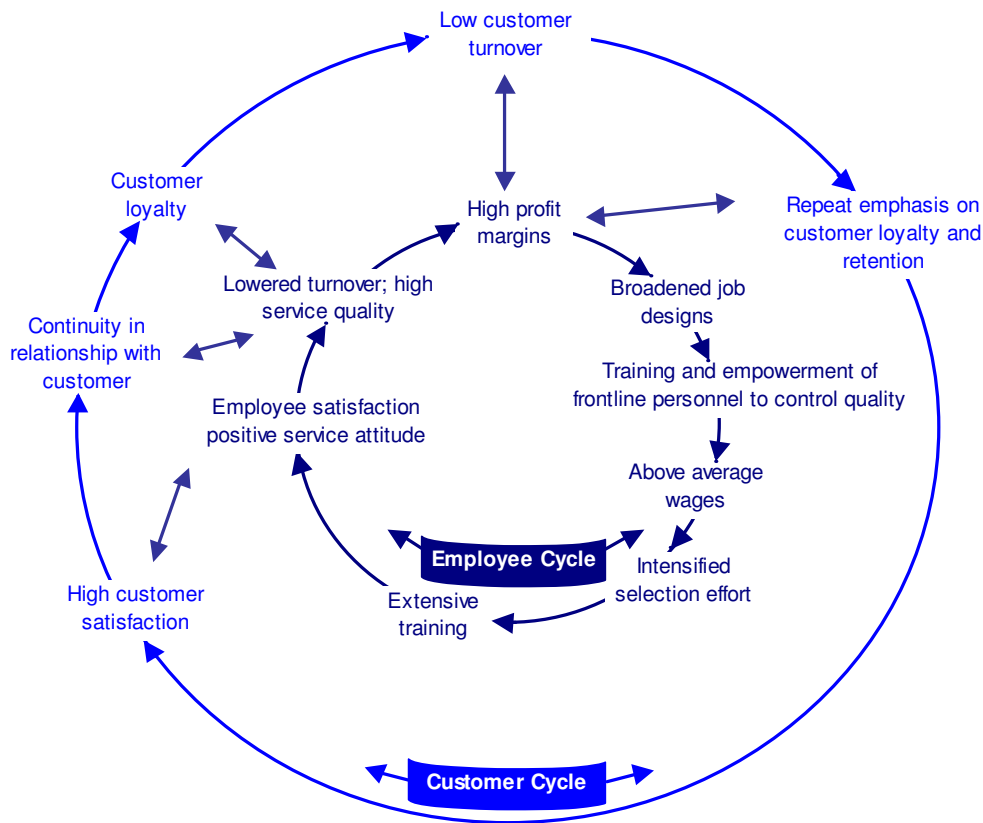 Low customer
turnover
Customer
loyalty
High profit
margins
Repeat emphasis on
customer loyalty and
retention
Lowered turnover; high
service quality
Broadened job
designs
Continuity in
relationship with
customer
Training and empowerment of
frontline personnel to control quality
Employee satisfaction
positive service attitude
Above average
wages
Employee Cycle
Intensified
selection effort
High customer
satisfaction
Extensive
training
Customer Cycle